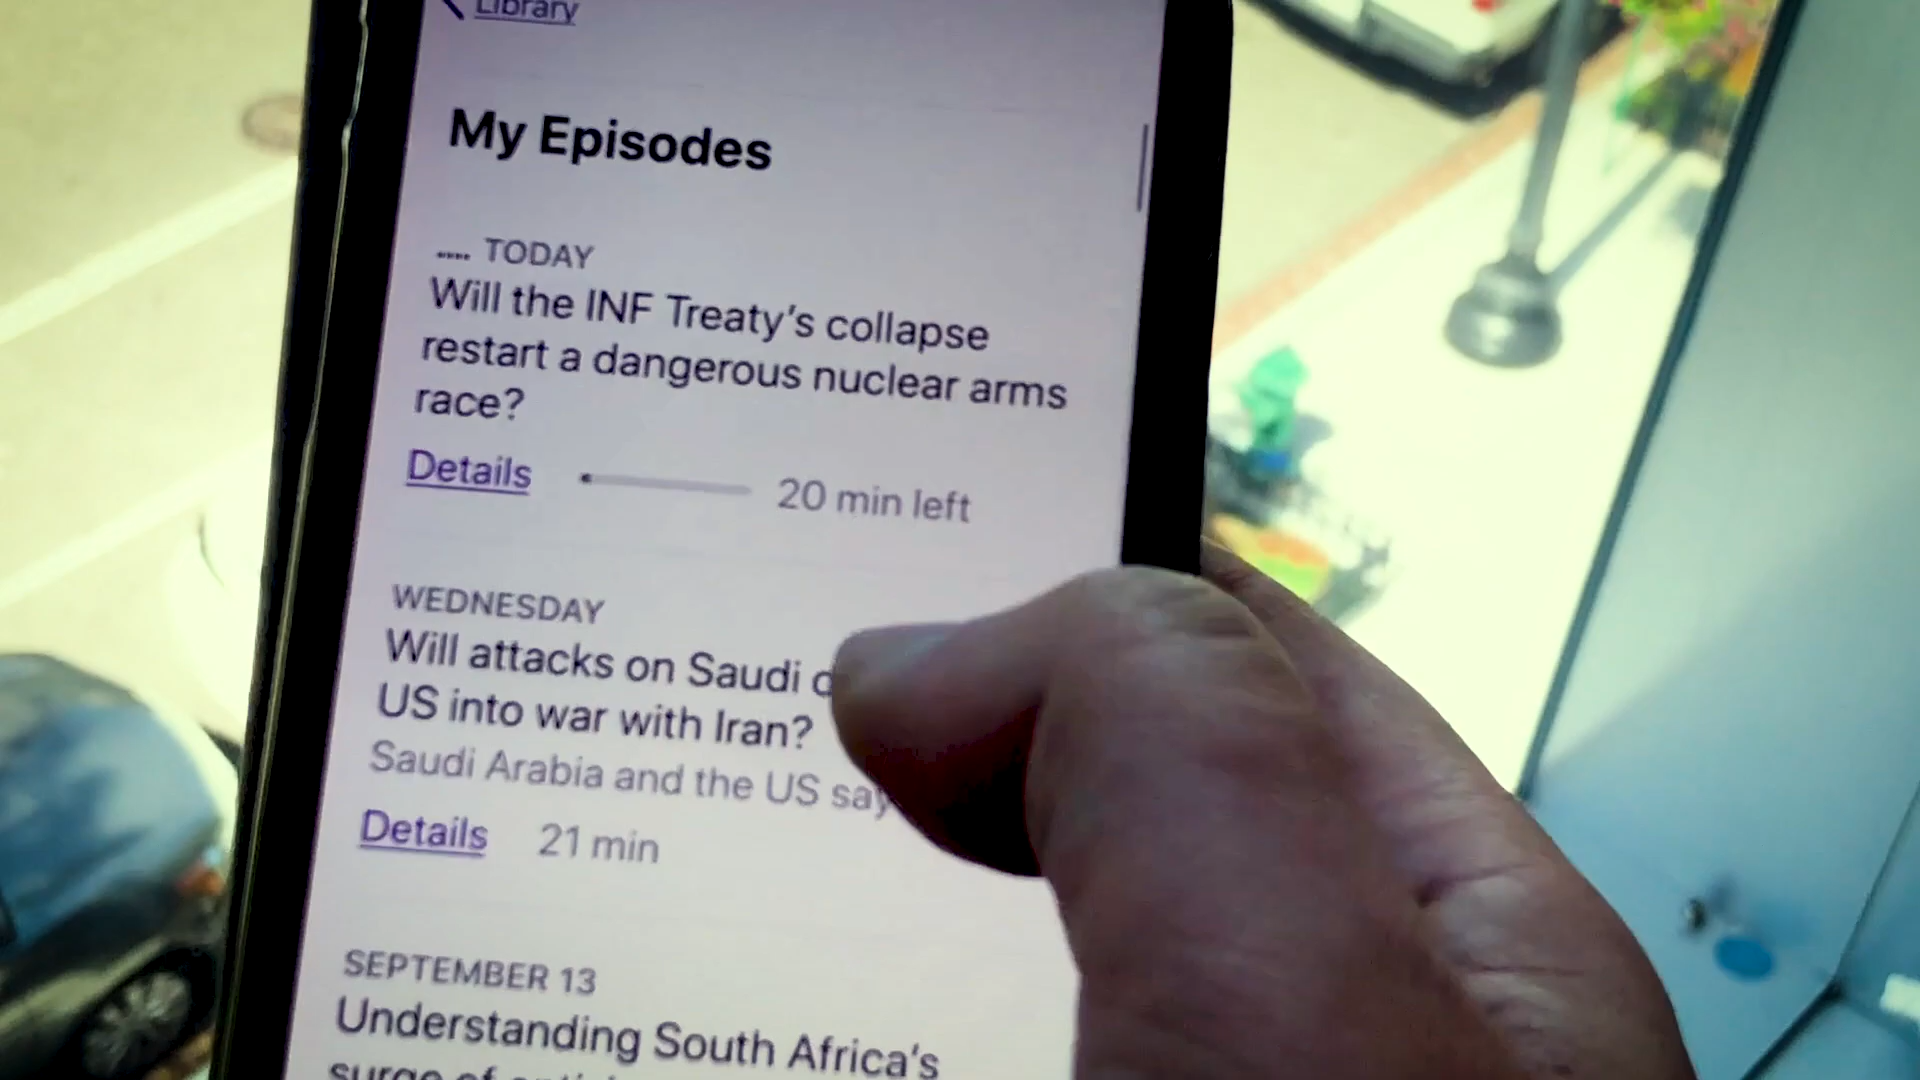 Library
My Episodes
TODAY
Will the INF Treaty’s collapse
restart a dangerous nuclear arms
race?
Details 20 min left
WEDNESDAY
Will attacks on Saudi
US into war with Iran?
Saudi Arabia and the US say
Details 21 min
SEPTEMBER 13
Understanding South Africa’s
surge of